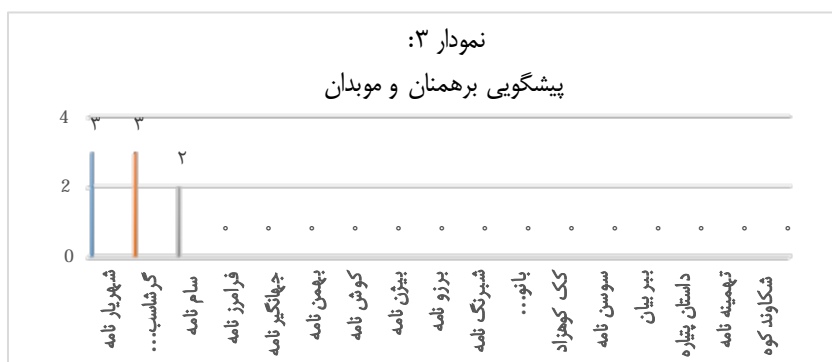 نمودار ۳:
پیشگویی برهمنان و موبدان
4
2
0
۳
۳
۲
۰
۰
۰
۰
۰
۰
۰
۰
۰
۰
۰
۰
۰
۰
شهریار نامه
گرشاسب...
سام نامه
فرامرز نامه
جهانگیر نامه
بهمن نامه
کوش نامه
بیژن نامه
برزو نامه
شبرنگ نامه
بانو...
کک کوهزاد
سوسن نامه
ببر بیان
داستان پتیاره
تهمینه نامه
شکاوند کوه